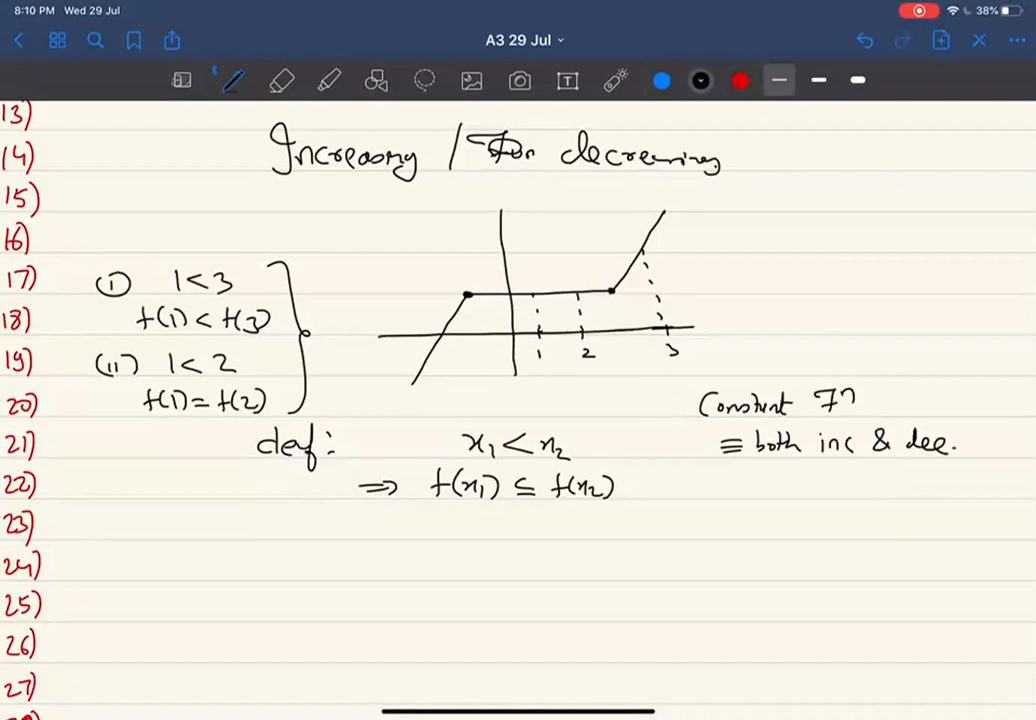 8:10 PM Wed 29 Jul
38%
A3 29 Jul
13)
14) Increasing / decreasing
15)
16)
17) (i) 1 < 3
18) f(1) < f(3)
1 2 3
19) (ii) 1 < 2
20) f(1) = f(2)
Constant Fn
21) def: x₁ < x₂
≡ both inc & dec.
22) ⇒ f(x₁) ≤ f(x₂)
23)
24)
25)
26)
27)